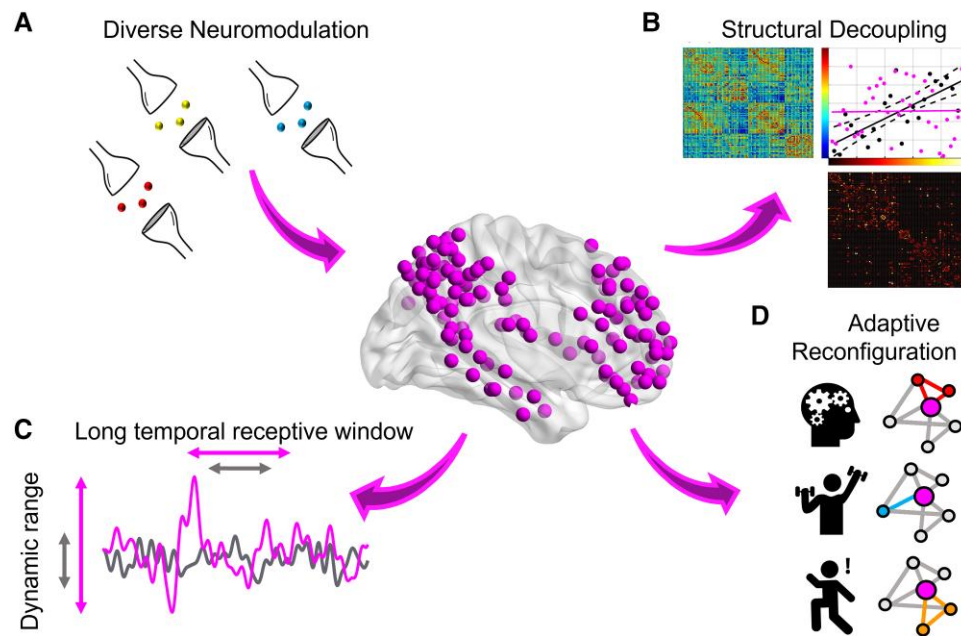 A
Diverse Neuromodulation
B
Structural Decoupling
C
Long temporal receptive window
Dynamic range
D
Adaptive
Reconfiguration
!